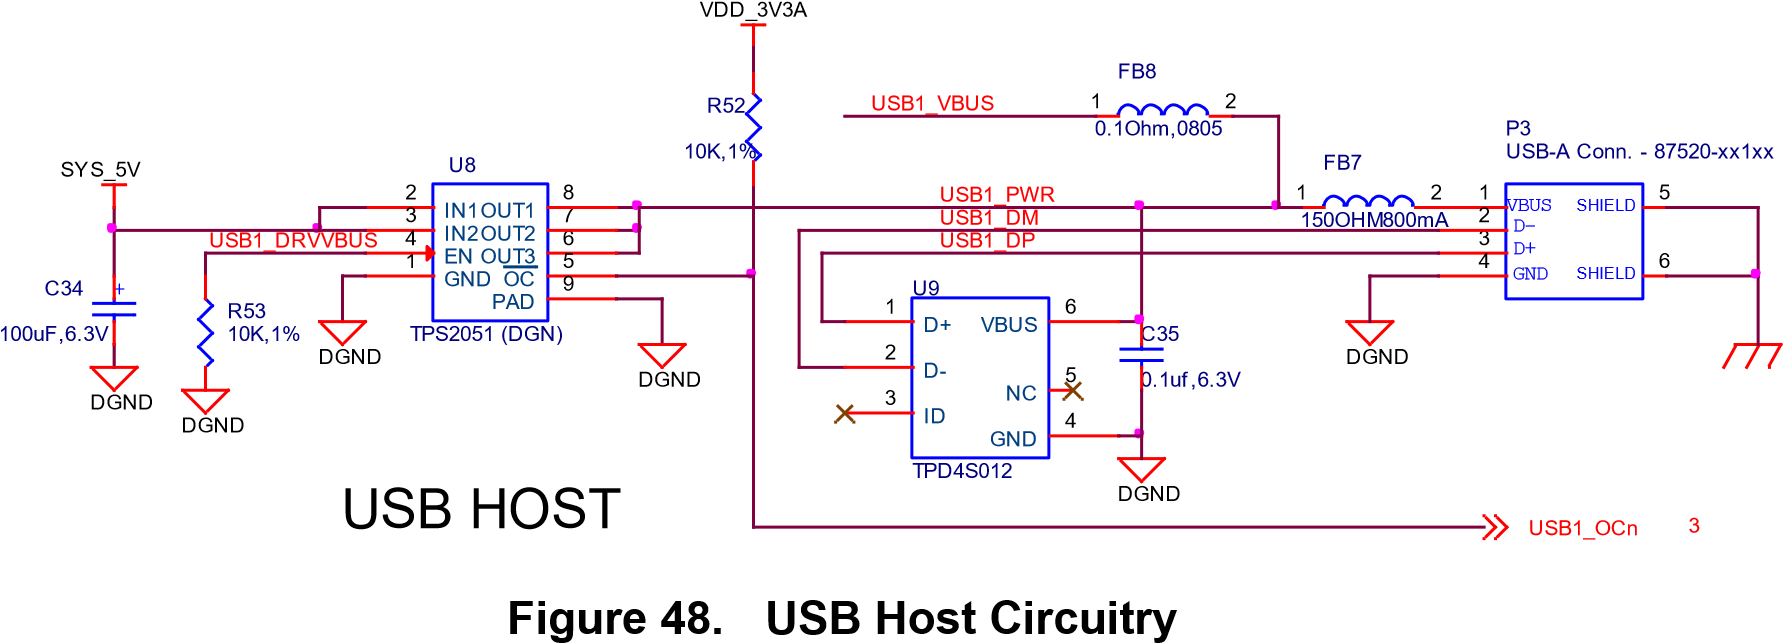 VDD_3V3A
FB8
USB1_VBUS 1 2
R52
0.1Ohm,0805
P3
USB-A Conn. - 87520-xx1xx
10K,1%
SYS_5V
U8
FB7
2 8 USB1_PWR 1 2 1 5
IN1 OUT1 VBUS SHIELD
3 7 USB1_DM 150OHM800mA 2
IN2 OUT2 D-
USB1_DRVVBUS 4 6 USB1_DP 3
EN OUT3 D+
1 5 4 6
GND OC GND SHIELD
9
PAD
C34 +
100uF,6.3V
R53
10K,1%
TPS2051 (DGN)
U9
1 6
D+ VBUS
C35
0.1uf,6.3V
2 5
D- NC
3 4
ID GND
TPD4S012
DGND
DGND
DGND
DGND
DGND
DGND
USB HOST
USB1_OCn 3
Figure 48. USB Host Circuitry